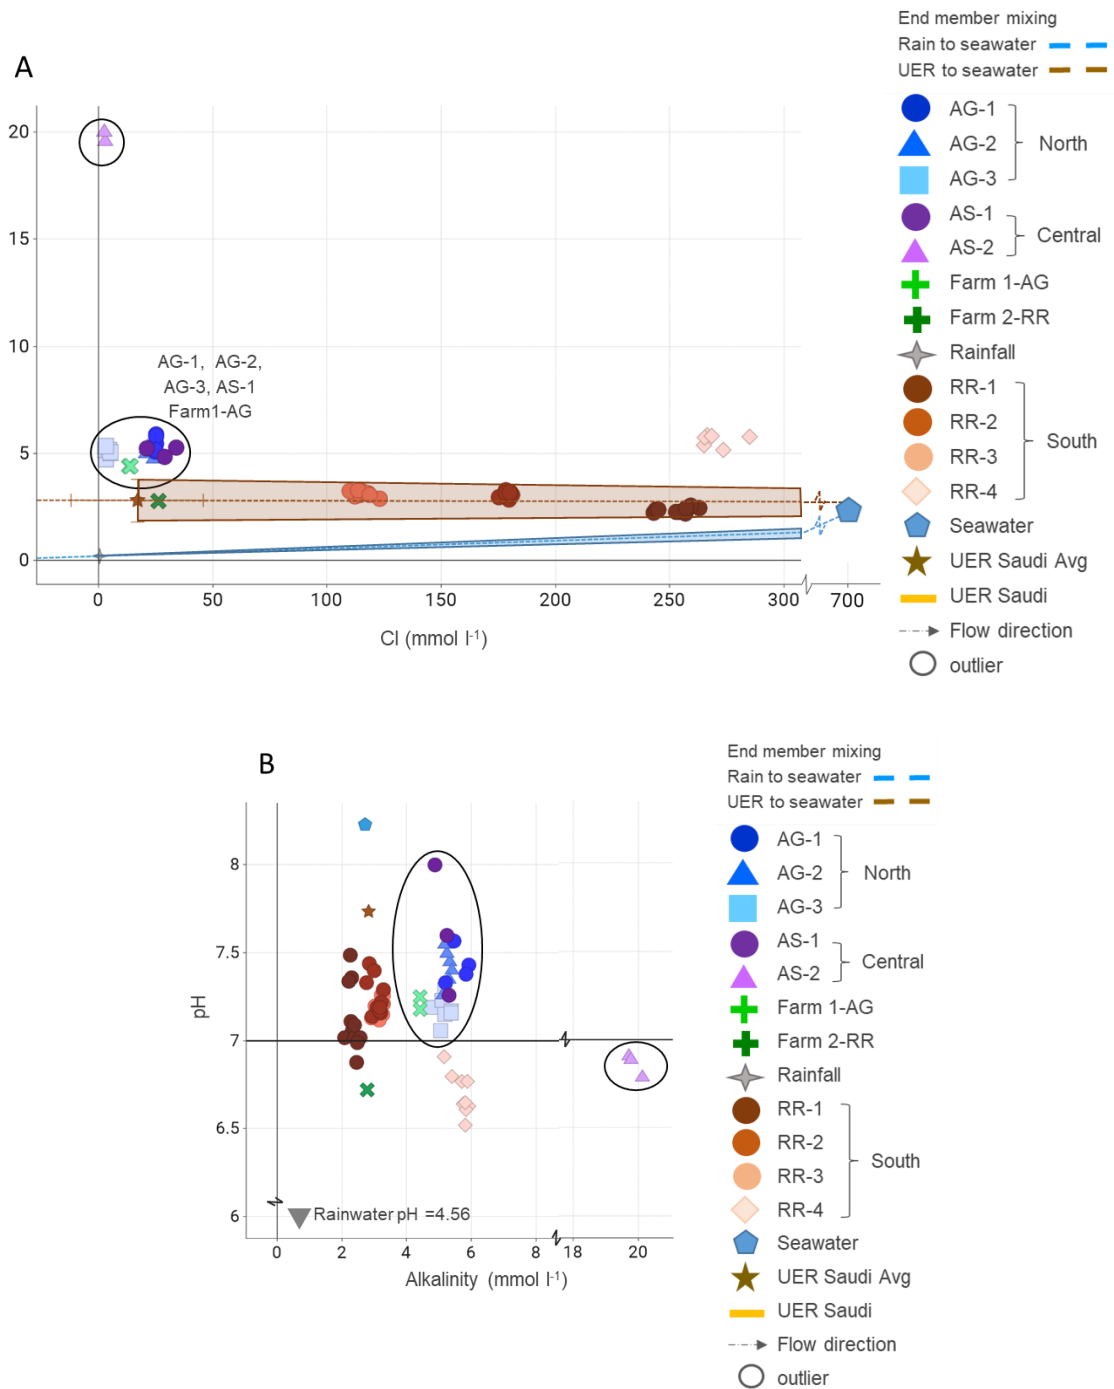 A
End member mixing
Rain to seawater
UER to seawater
AG-1
AG-2
AG-3
North
AS-1
AS-2
Central
Farm 1-AG
Farm 2-RR
Rainfall
RR-1
RR-2
RR-3
RR-4
South
Seawater
UER Saudi Avg
UER Saudi
Flow direction
outlier
20
15
10
5
0
AG-1, AG-2,
AG-3, AS-1
Farm1-AG
0 50 100 150 200 250 300 700
Cl (mmol l-1)
B
End member mixing
Rain to seawater
UER to seawater
AG-1
AG-2
AG-3
North
AS-1
AS-2
Central
Farm 1-AG
Farm 2-RR
Rainfall
RR-1
RR-2
RR-3
RR-4
South
Seawater
UER Saudi Avg
UER Saudi
Flow direction
outlier
pH
8
7.5
7
6.5
6
Rainwater pH =4.56
0 2 4 6 8 18 20
Alkalinity (mmol l-1)